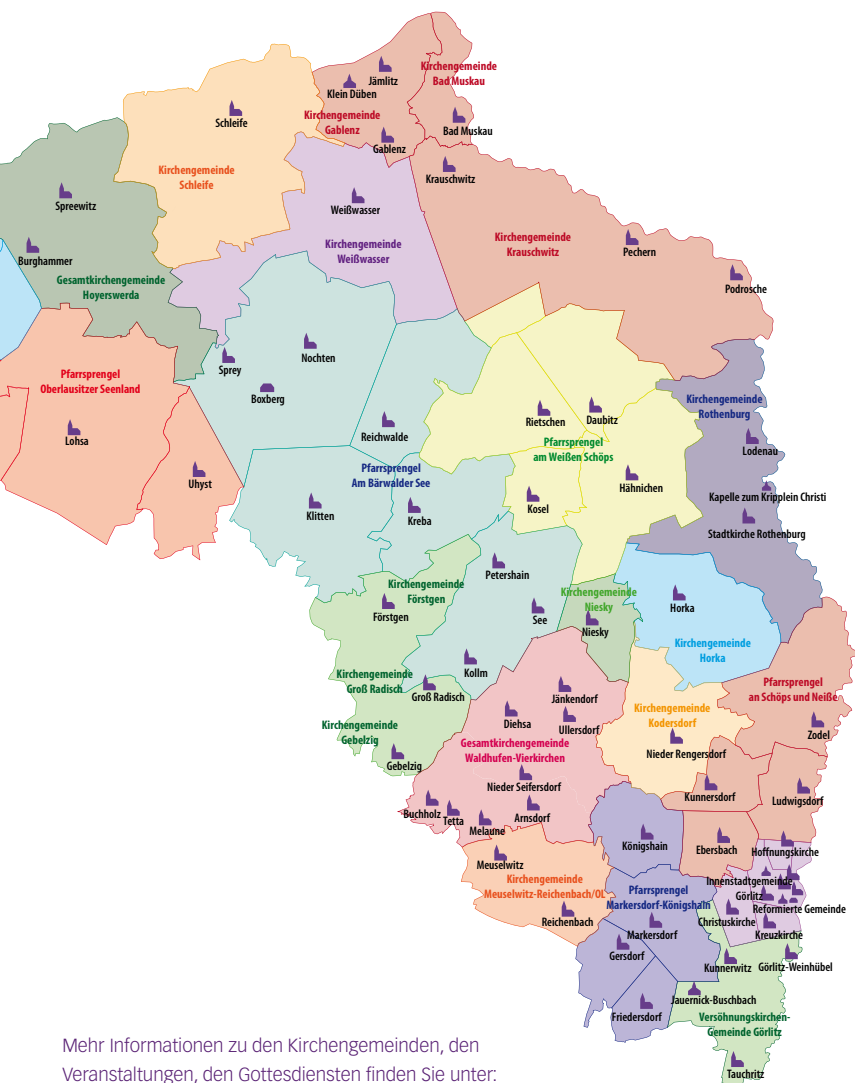 Kirchengemeinde
Bad Muskau
Jämlitz
Klein Düben
Schleife
Kirchengemeinde
Gablenz
Bad Muskau
Gablenz
Kirchengemeinde
Schleife
Krauschwitz
Spreewitz
Weißwasser
Kirchengemeinde
Weißwasser
Kirchengemeinde
Krauschwitz
Pechern
Burghammer
Gesamtkirchengemeinde
Hoyerswerda
Podrosche
Nochten
Sprey
Boxberg
Pfarrsprengel
Oberlausitzer Seenland
Kirchengemeinde
Rothenburg
Lohsa
Reichwalde
Rietschen
Daubitz
Pfarrsprengel
am Weißen Schöps
Lodenau
Uhyst
Pfarrsprengel
Am Bärwalder See
Hähnichen
Kapelle zum Kripplein Christi
Klitten
Kreba
Kosel
Stadtkirche Rothenburg
Petershain
Kirchengemeinde
Förstgen
Kirchengemeinde
Niesky
Förstgen
See
Niesky
Horka
Kirchengemeinde
Horka
Kollm
Kirchengemeinde
Groß Radisch
Groß Radisch
Jänkendorf
Pfarrsprengel
an Schöps und Neiße
Kirchengemeinde
Gebelzig
Diehsa
Ullersdorf
Kirchengemeinde
Kodersdorf
Zodel
Gesamtkirchengemeinde
Waldhufen-Vierkirchen
Nieder Rengersdorf
Gebelzig
Nieder Seifersdorf
Kunnersdorf
Ludwigsdorf
Buchholz
Tetta
Melaune
Arnsdorf
Königshain
Ebersbach
Hoffnungskirche
Meuselwitz
Kirchengemeinde
Meuselwitz-Reichenbach/OL
Pfarrsprengel
Markersdorf-Königshain
Innenstadtgemeinde
Görlitz
Reformierte Gemeinde
Reichenbach
Markersdorf
Christuskirche
Kreuzkirche
Gersdorf
Kunnerwitz
Görlitz-Weinhübel
Friedersdorf
Jauernick-Buschbach
Versöhnungskirchen-
Gemeinde Görlitz
Tauchritz
Mehr Informationen zu den Kirchengemeinden, den
Veranstaltungen, den Gottesdiensten finden Sie unter: